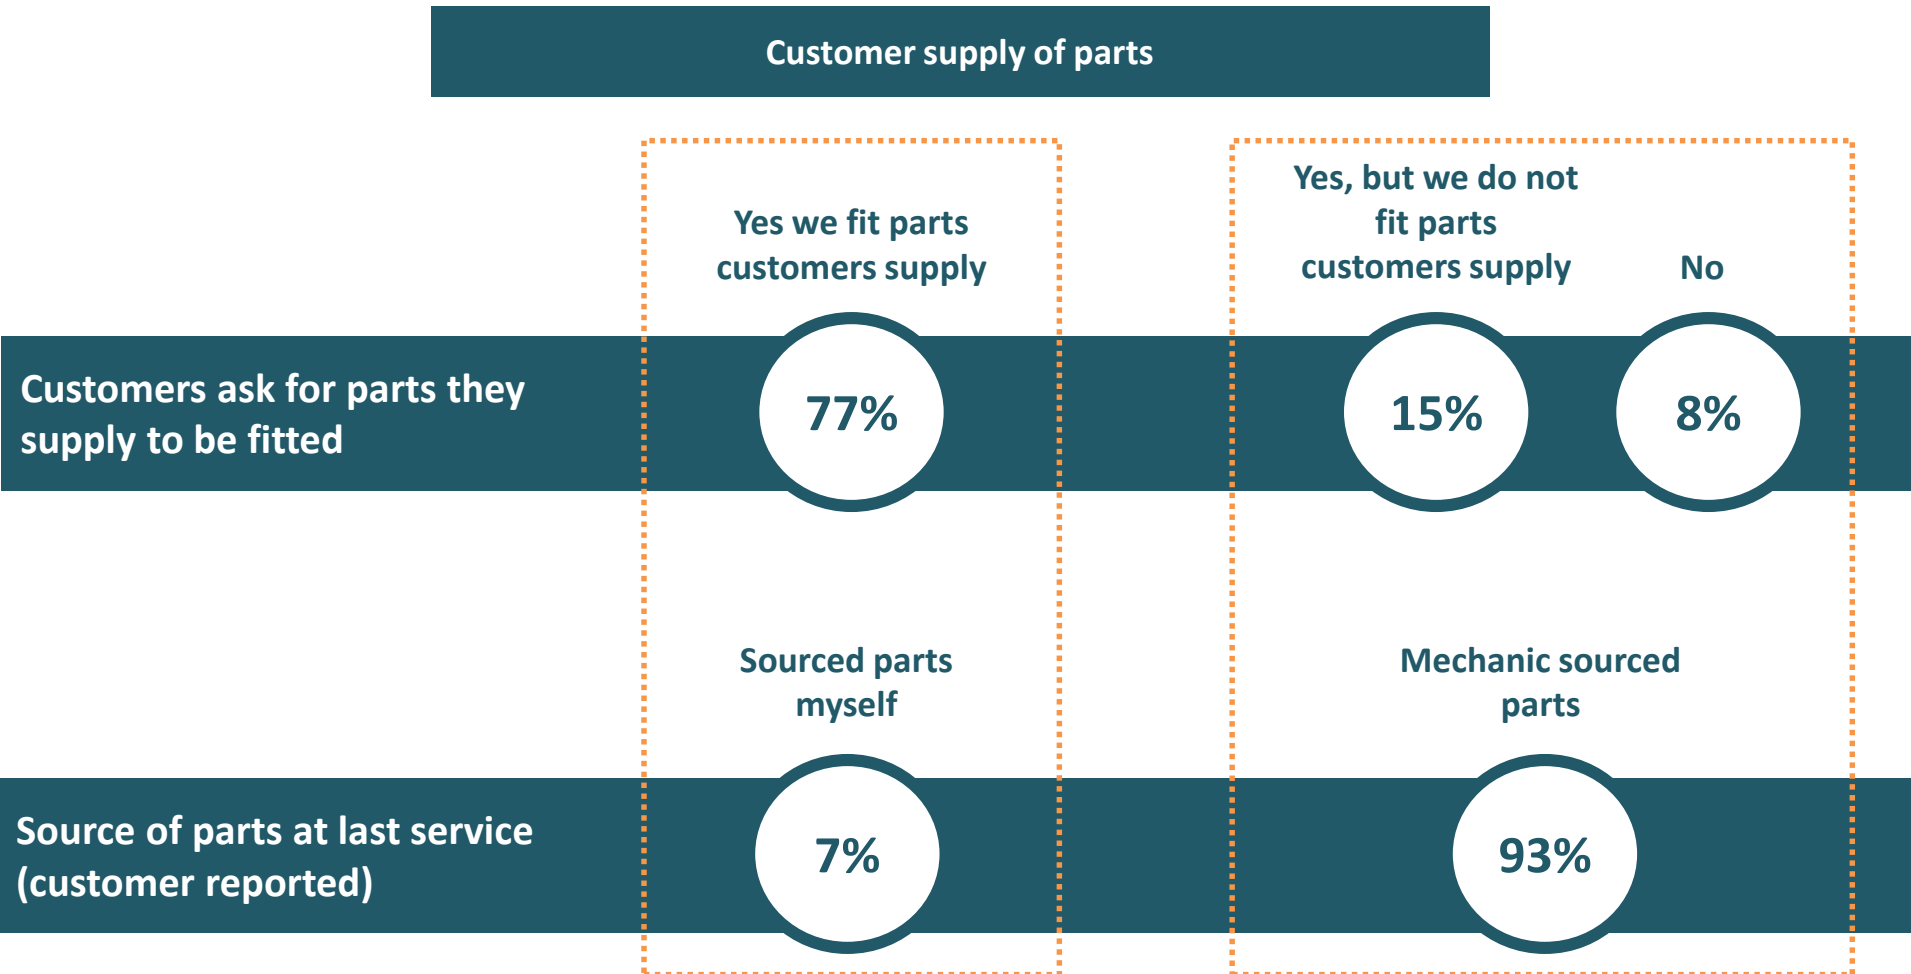 Customer supply of parts
Yes we fit parts
customers supply
Yes, but we do not
fit parts
customers supply
No
Customers ask for parts they
supply to be fitted
77%
15%
8%
Sourced parts
myself
Mechanic sourced
parts
Source of parts at last service
(customer reported)
7%
93%